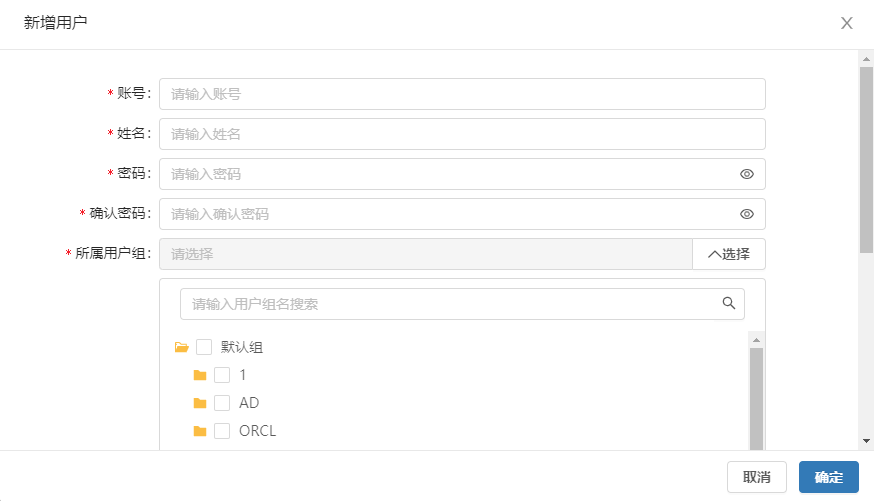 新增用户
* 账号： 请输入账号
* 姓名： 请输入姓名
* 密码： 请输入密码
* 确认密码： 请输入确认密码
* 所属用户组： 请选择 选择
请输入用户组名搜索
默认组
1
AD
ORCL
取消 确定